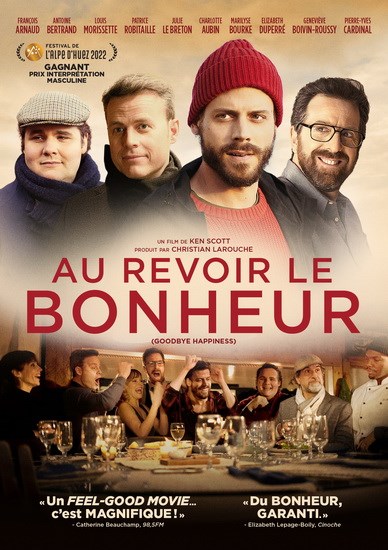 FRANÇOIS ARNAUD
ANTOINE BERTRAND
LOUIS MORISSETTE
PATRICE ROBITAILLE
JULIE LE BRETON
CHARLOTTE AUBIN
MARILYSE BOURKE
ELIZABETH DUPERRÉ
GENEVIÈVE BOIVIN-ROUSSY
PIERRE-YVES CARDINAL
FESTIVAL DE
L'ALPE D'HUEZ 2022
GAGNANT
PRIX INTERPRÉTATION
MASCULINE
UN FILM DE KEN SCOTT
PRODUIT PAR CHRISTIAN LAROUCHE
AU REVOIR LE
BONHEUR
(GOODBYE HAPPINESS)
« Un FEEL-GOOD MOVIE...
c'est MAGNIFIQUE ! »
- Catherine Beauchamp, 98,5FM
« Du BONHEUR,
GARANTI. »
- Elizabeth Lepage-Boily, Cinoche